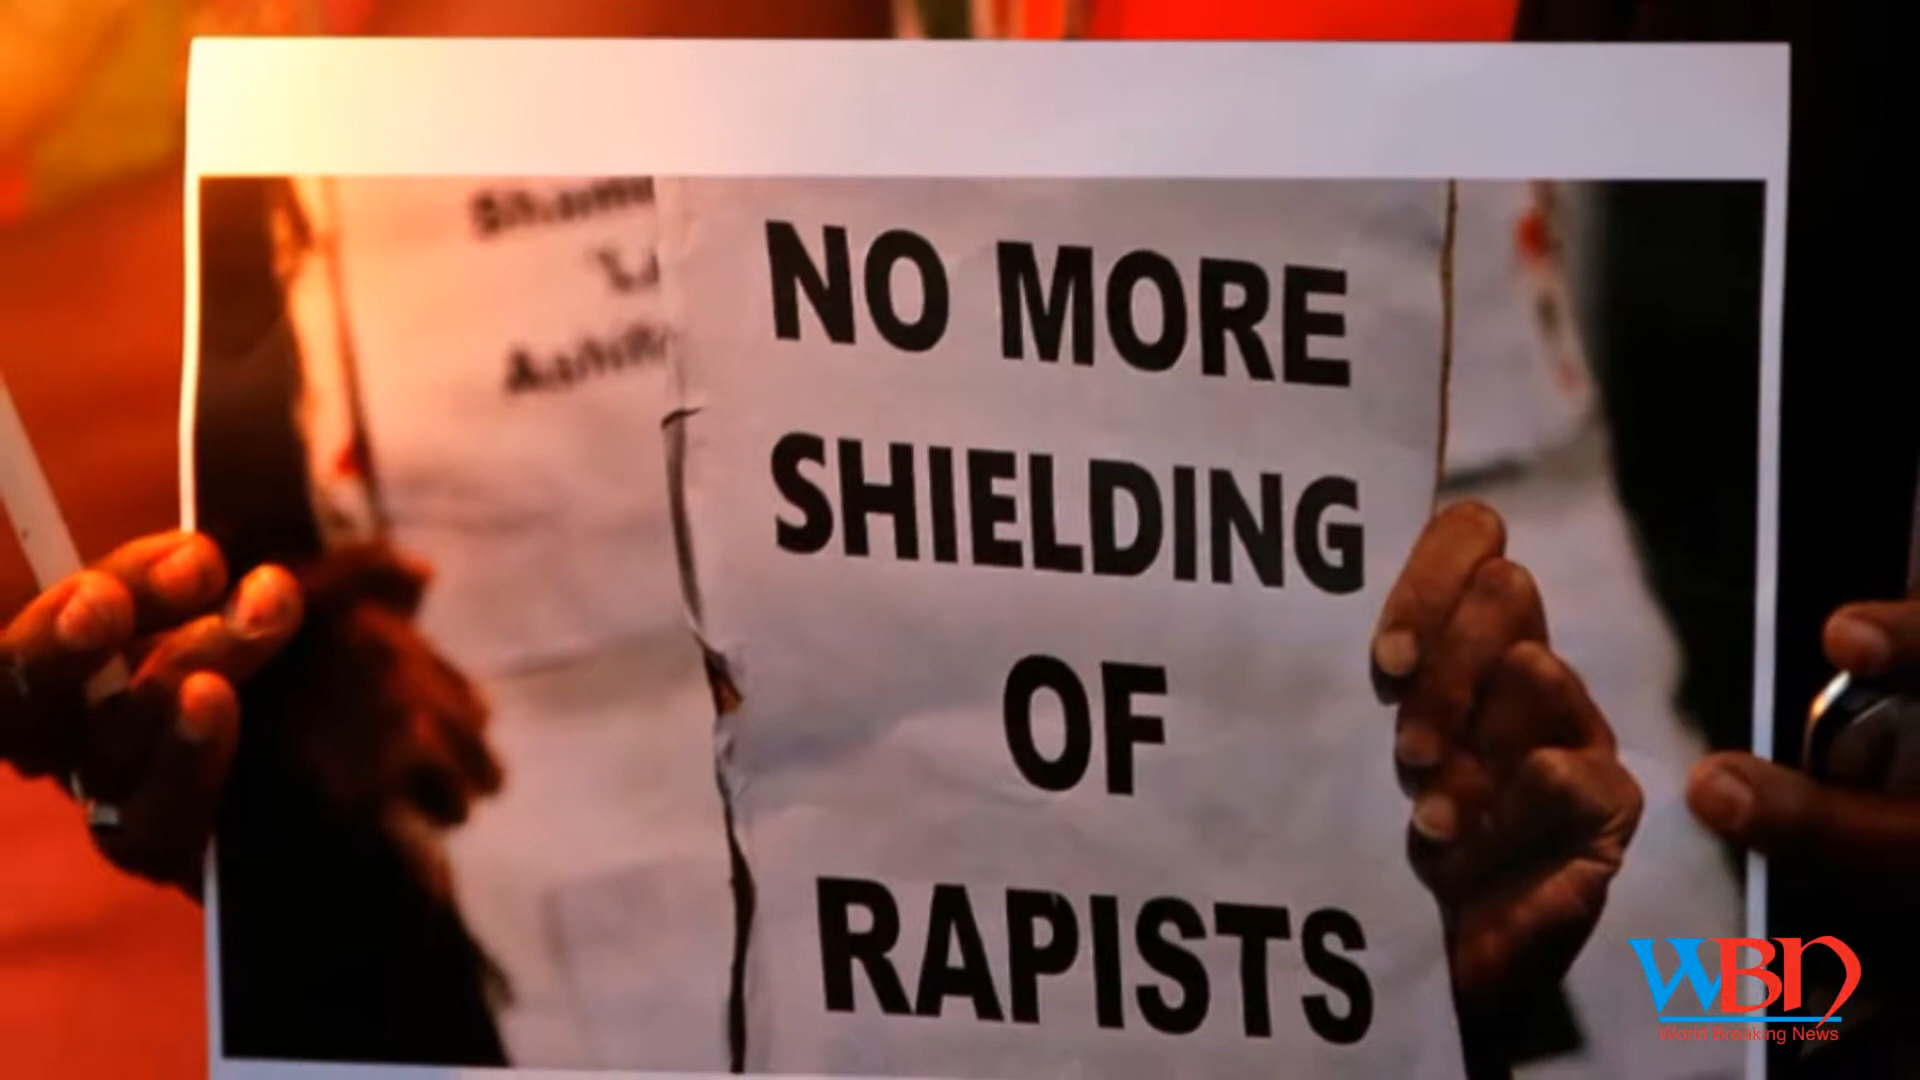 NO MORE
SHIELDING
OF
RAPISTS
WBN
World Breaking News